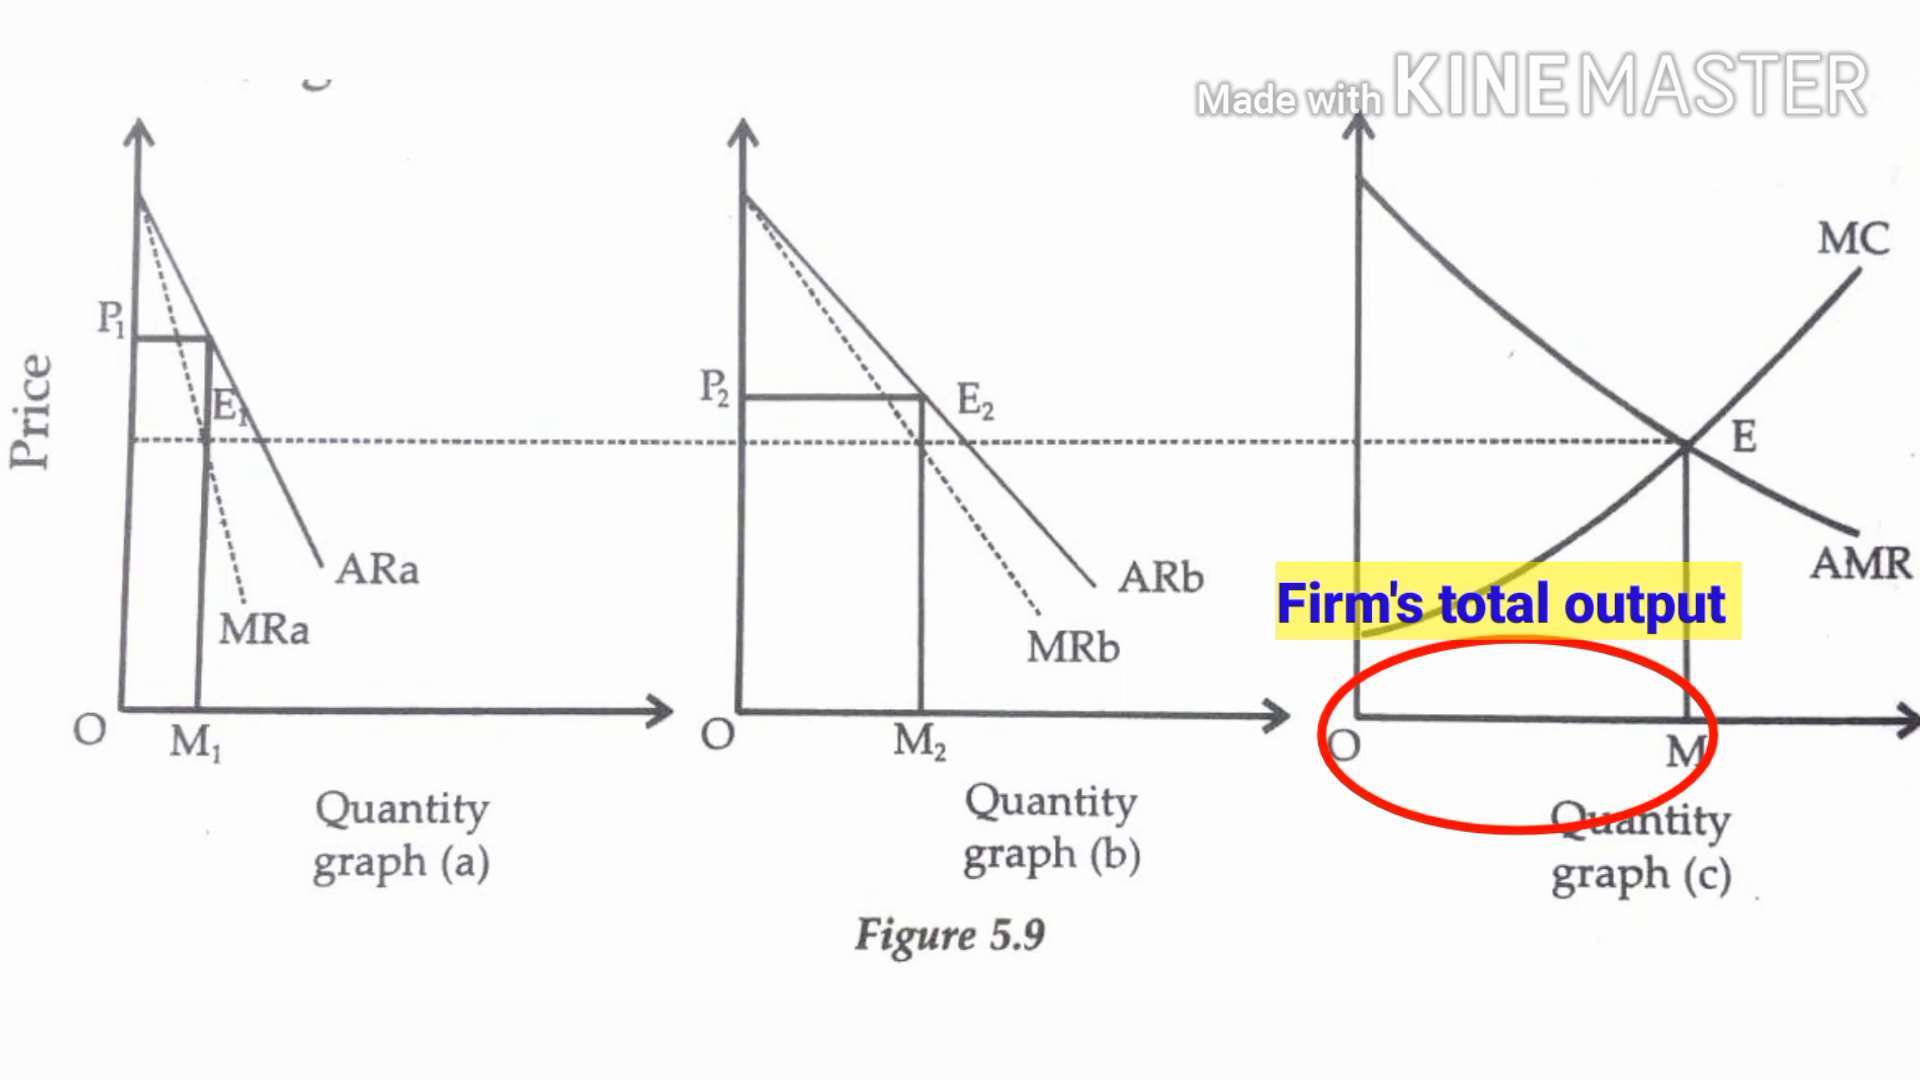 Made with KINEMASTER
Price
P1
E1
ARa
MRa
O
M1
Quantity
graph (a)
P2
E2
ARb
MRb
O
M2
Quantity
graph (b)
MC
E
AMR
Firm's total output
O
M
Quantity
graph (c)
Figure 5.9